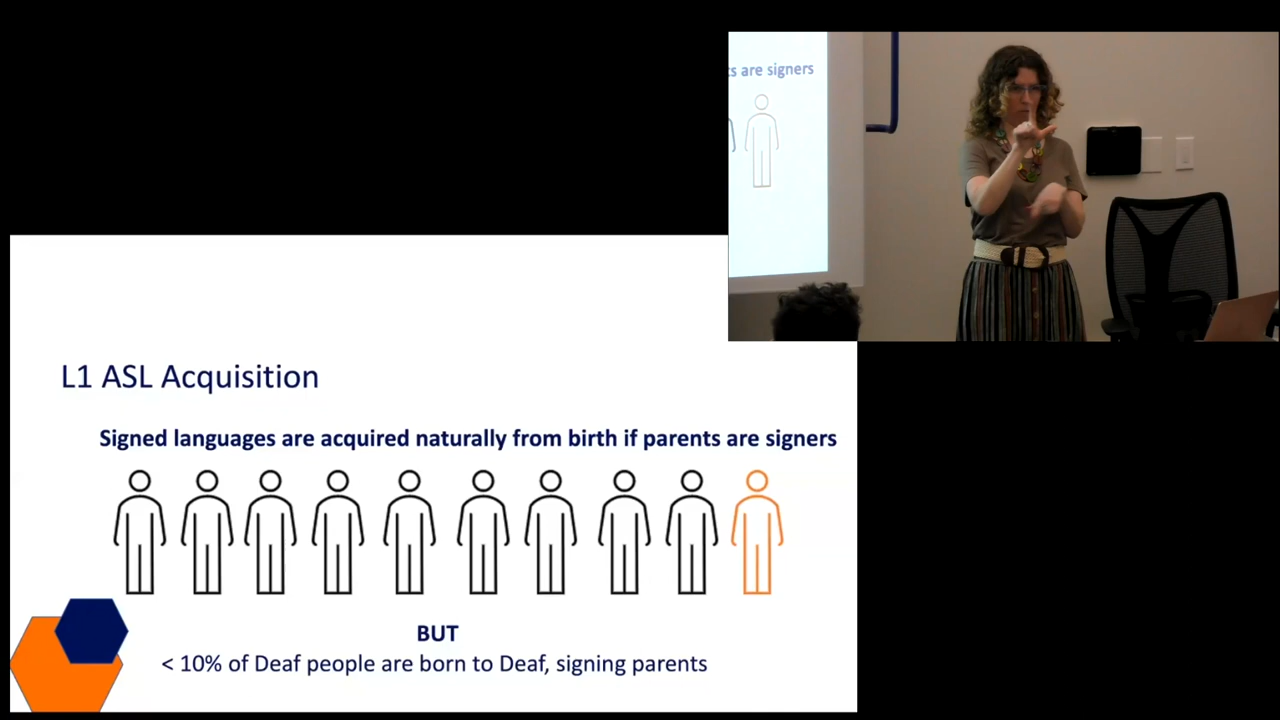 ts are signers
L1 ASL Acquisition
Signed languages are acquired naturally from birth if parents are signers
BUT
< 10% of Deaf people are born to Deaf, signing parents